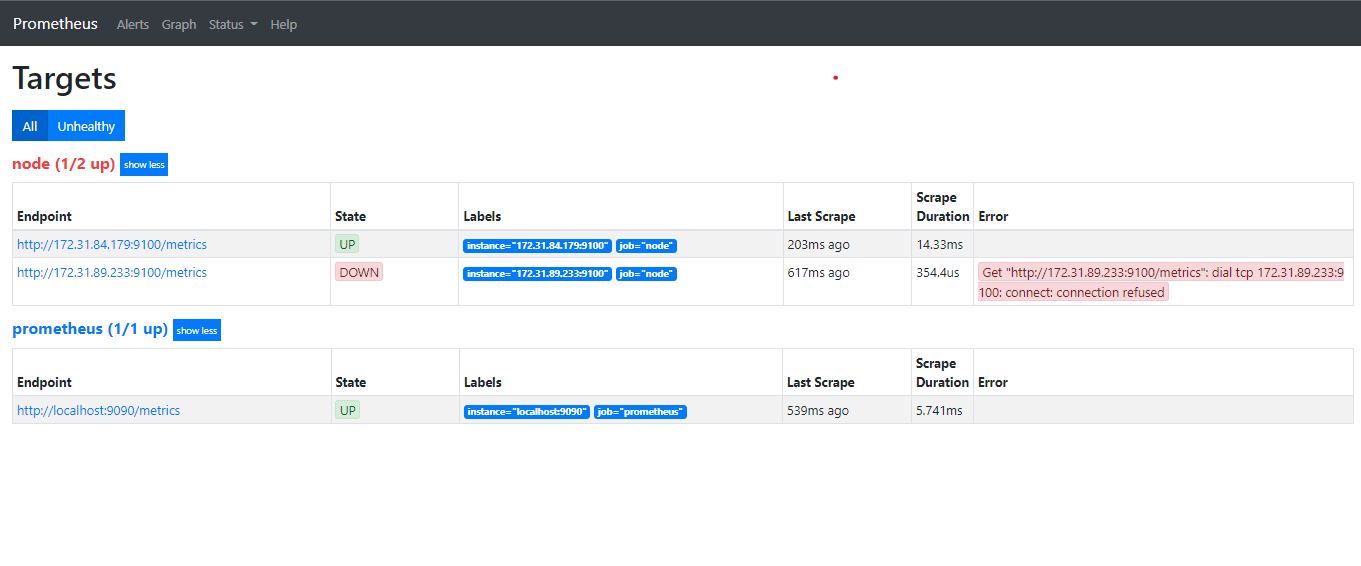 Prometheus Alerts Graph Status Help
Targets
All Unhealthy
node (1/2 up) show less
Endpoint State Labels Last Scrape Scrape Duration Error
http://172.31.84.179:9100/metrics UP instance="172.31.84.179:9100" job="node" 203ms ago 14.33ms
http://172.31.89.233:9100/metrics DOWN instance="172.31.89.233:9100" job="node" 617ms ago 354.4us Get "http://172.31.89.233:9100/metrics": dial tcp 172.31.89.233:9
100: connect: connection refused
prometheus (1/1 up) show less
Endpoint State Labels Last Scrape Scrape Duration Error
http://localhost:9090/metrics UP instance="localhost:9090" job="prometheus" 539ms ago 5.741ms